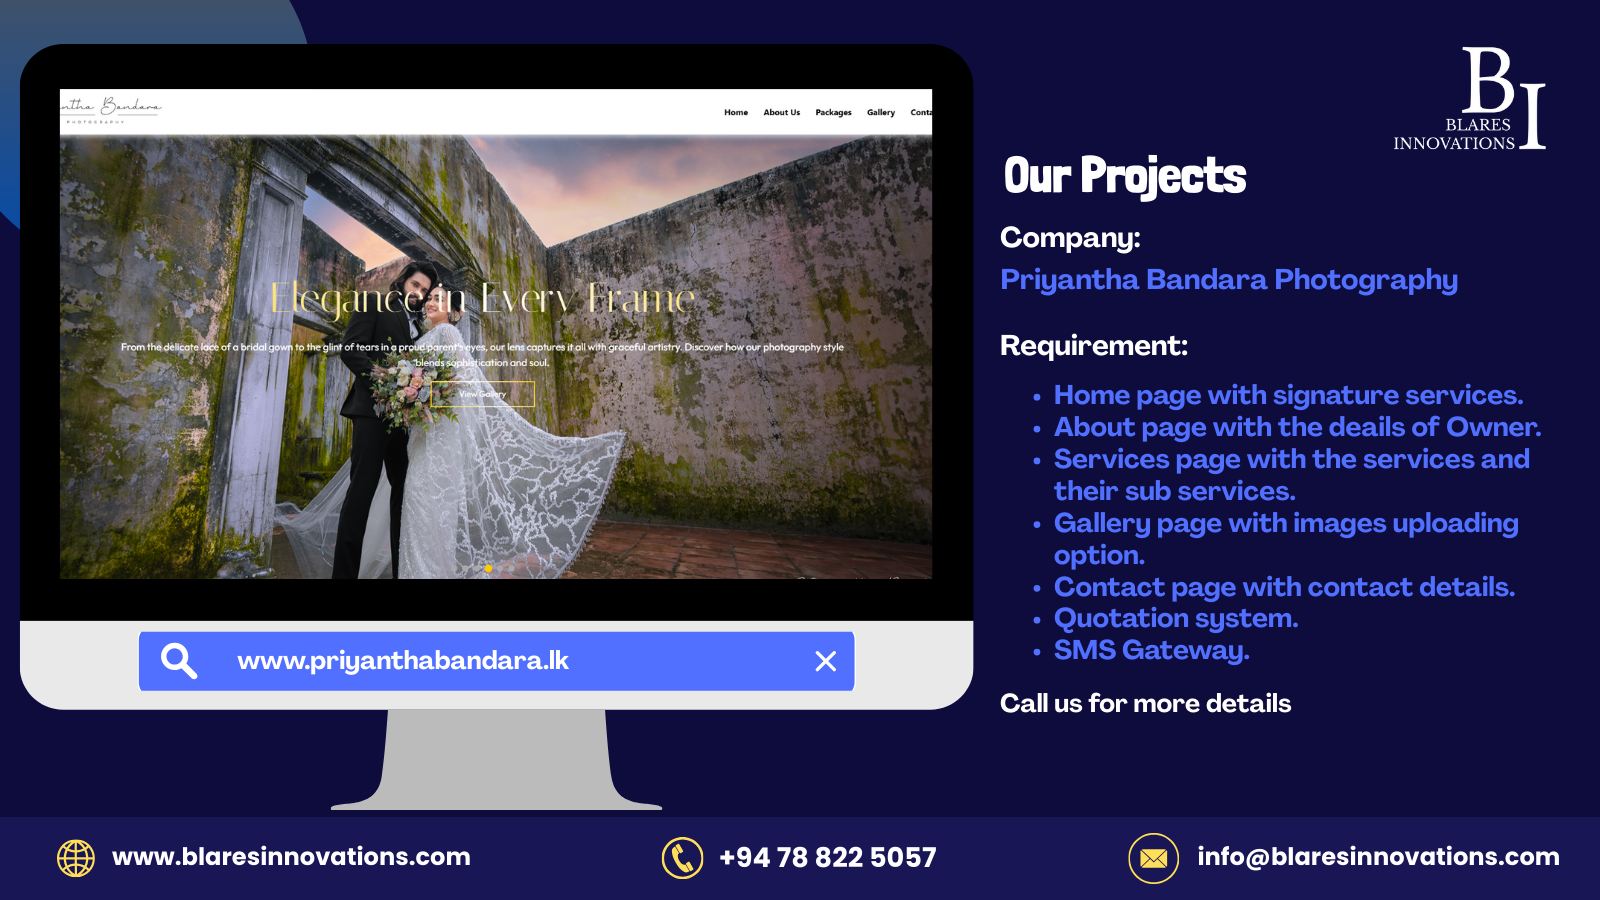 ntha Bandara
PHOTOGRAPHY
Home About Us Packages Gallery Conta
Elegance in Every Frame
From the delicate lace of a bridal gown to the glint of tears in a proud parent's eyes, our lens captures it all with graceful artistry. Discover how our photography style
blends sophistication and soul.
View Gallery
www.priyanthabandara.lk
BI
BLARES
INNOVATIONS
Our Projects
Company:
Priyantha Bandara Photography
Requirement:
• Home page with signature services.
• About page with the deails of Owner.
• Services page with the services and
their sub services.
• Gallery page with images uploading
option.
• Contact page with contact details.
• Quotation system.
• SMS Gateway.
Call us for more details
www.blaresinnovations.com
+94 78 822 5057
info@blaresinnovations.com